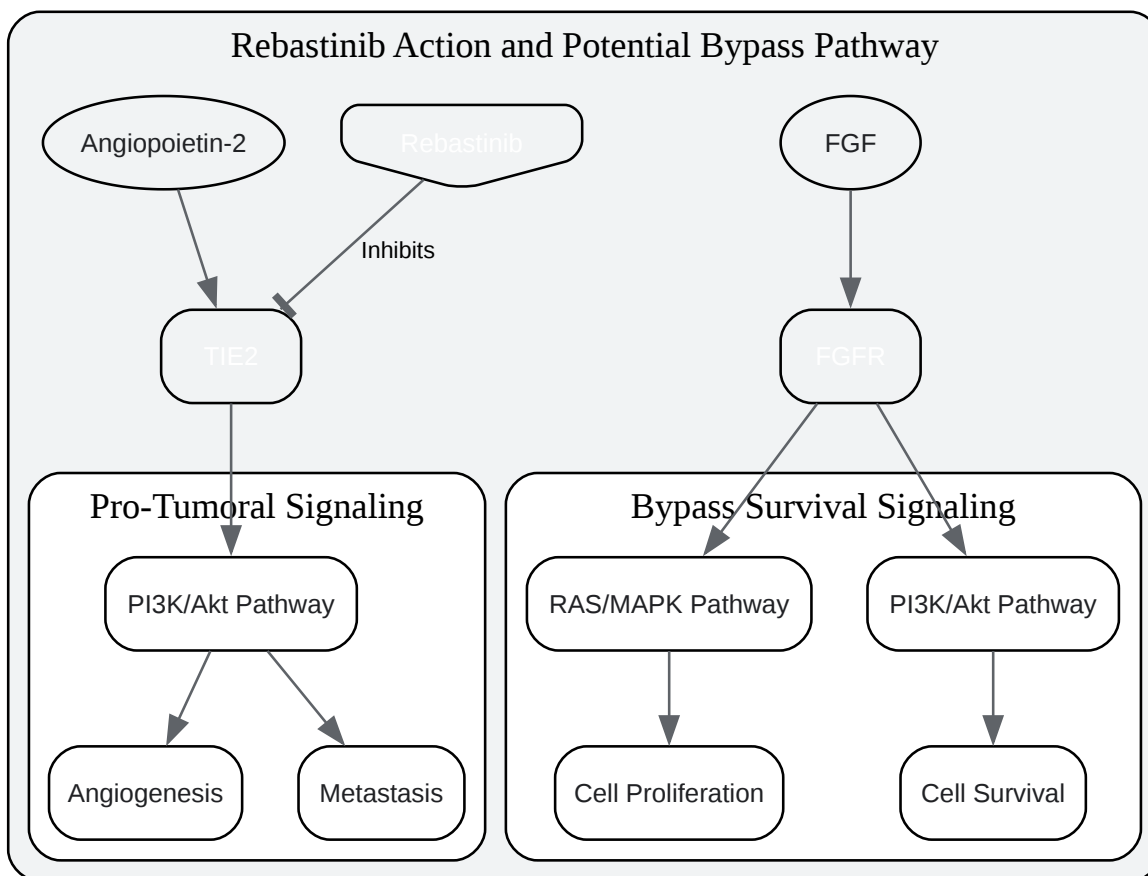 Rebastinib Action and Potential Bypass Pathway
Angiopoietin-2
Rebastinib
FGF
Inhibits
TIE2
FGFR
Pro-Tumoral Signaling
Bypass Survival Signaling
PI3K/Akt Pathway
RAS/MAPK Pathway
PI3K/Akt Pathway
Angiogenesis
Metastasis
Cell Proliferation
Cell Survival